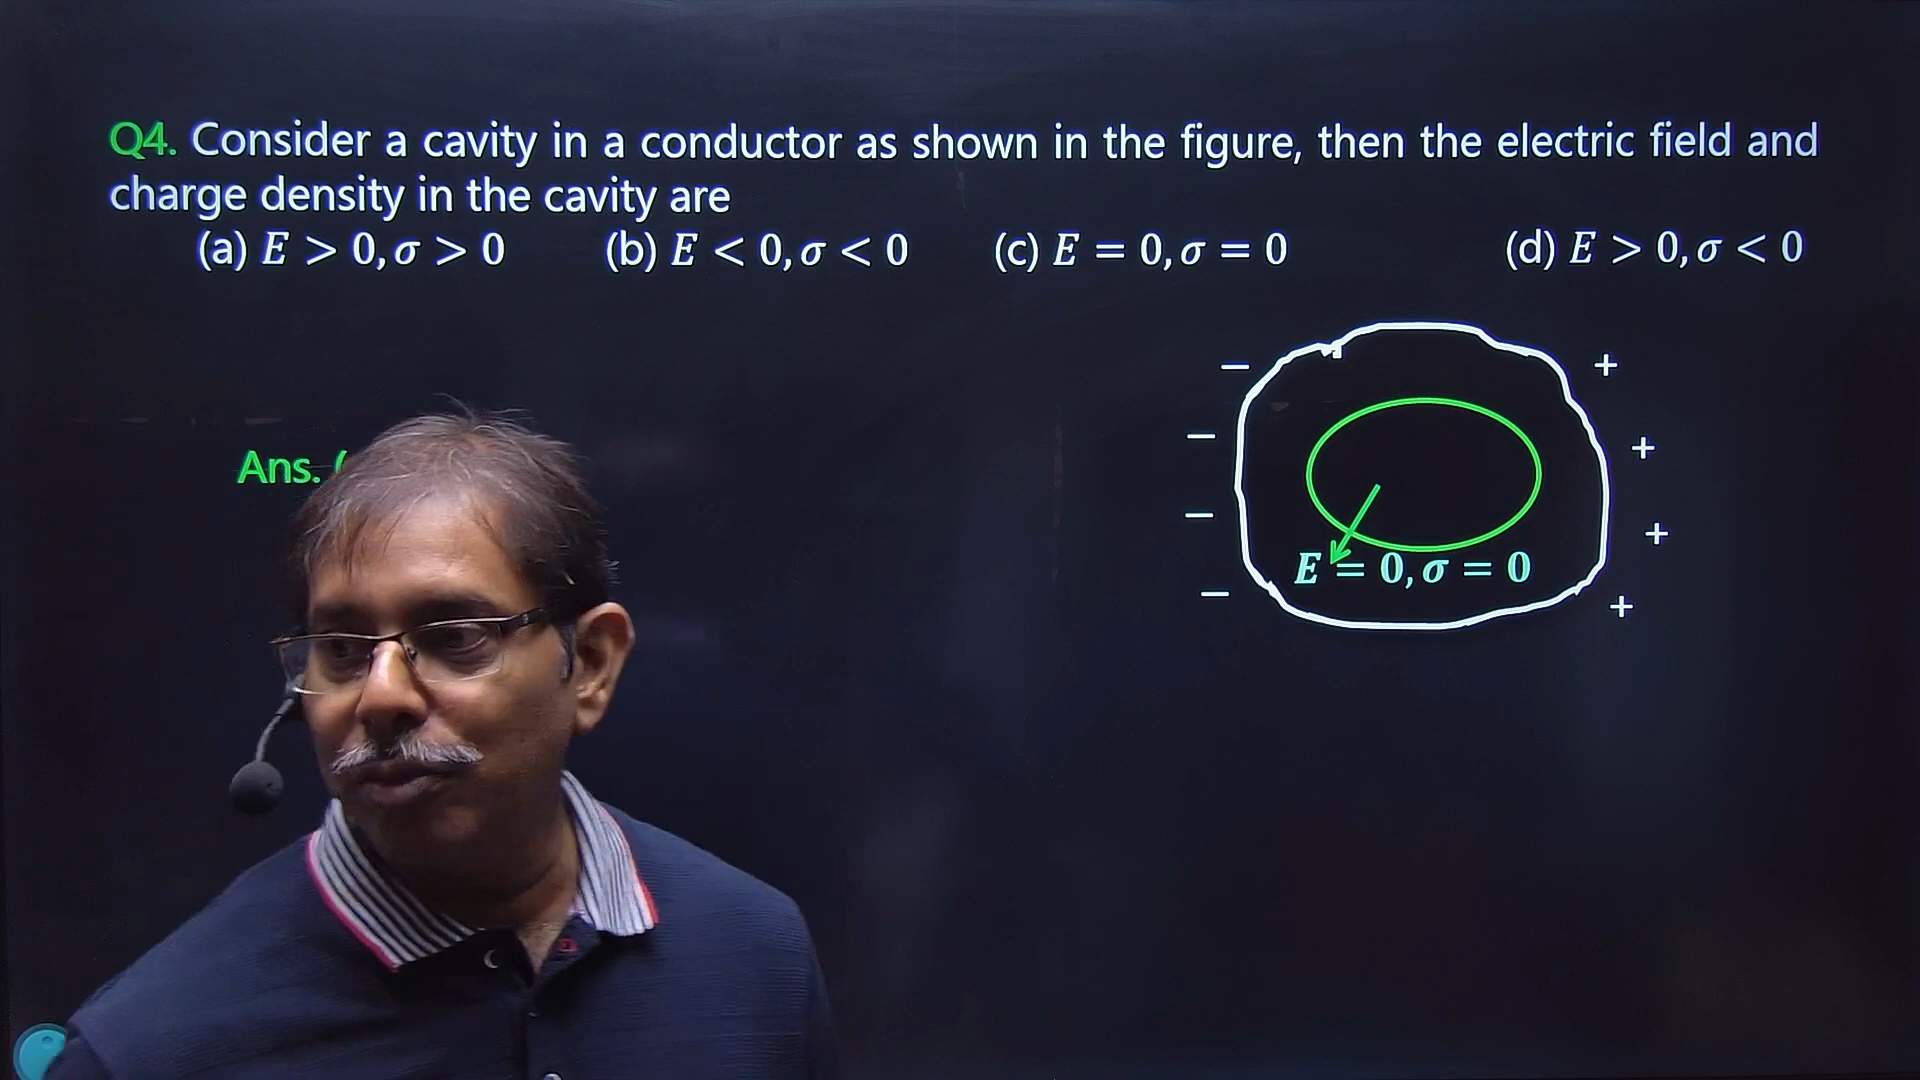 Q4. Consider a cavity in a conductor as shown in the figure, then the electric field and
charge density in the cavity are
(a) E > 0, σ > 0 (b) E < 0, σ < 0 (c) E = 0, σ = 0 (d) E > 0, σ < 0
− +
− +
Ans. (
− +
E = 0, σ = 0
− +